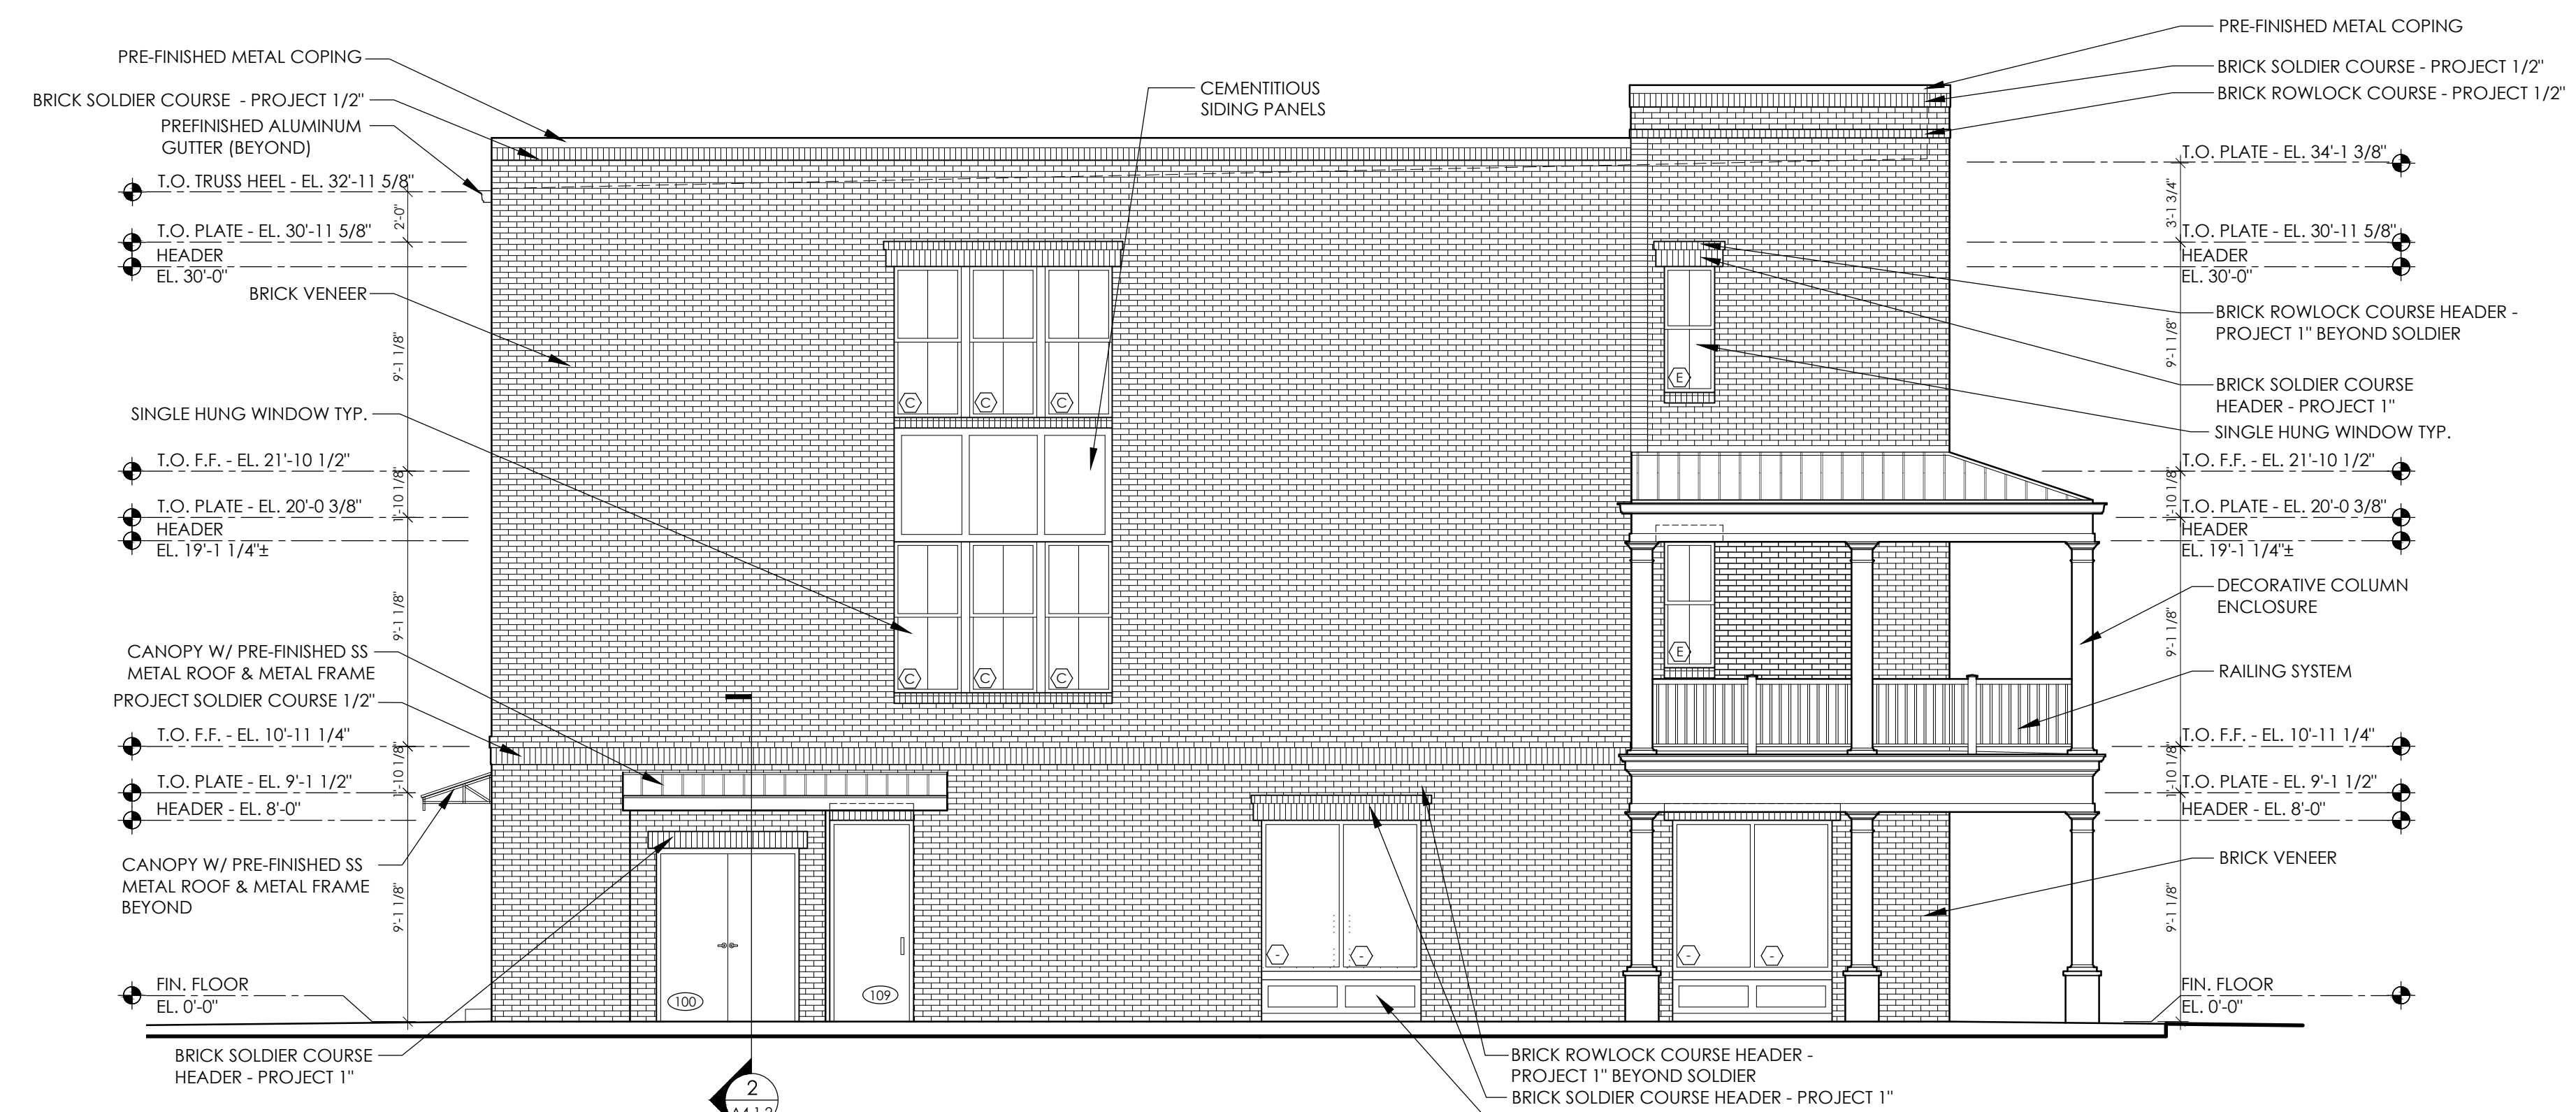 PRE-FINISHED METAL COPING
BRICK SOLDIER COURSE - PROJECT 1/2"
PREFINISHED ALUMINUM
GUTTER (BEYOND)
T.O. TRUSS HEEL - EL. 32'-11 5/8"
2'-0"
T.O. PLATE - EL. 30'-11 5/8"
HEADER
EL. 30'-0"
BRICK VENEER
9'-1 1/8"
SINGLE HUNG WINDOW TYP.
T.O. F.F. - EL. 21'-10 1/2"
1'-10 1/8"
T.O. PLATE - EL. 20'-0 3/8"
HEADER
EL. 19'-1 1/4"±
9'-1 1/8"
CANOPY W/ PRE-FINISHED SS
METAL ROOF & METAL FRAME
PROJECT SOLDIER COURSE 1/2"
T.O. F.F. - EL. 10'-11 1/4"
1'-10 1/8"
T.O. PLATE - EL. 9'-1 1/2"
HEADER - EL. 8'-0"
CANOPY W/ PRE-FINISHED SS
METAL ROOF & METAL FRAME
BEYOND
9'-1 1/8"
FIN. FLOOR
EL. 0'-0"
BRICK SOLDIER COURSE
HEADER - PROJECT 1"
CEMENTITIOUS
SIDING PANELS
C
C
C
C
C
C
E
E
100
109
-
-
-
-
2
BRICK ROWLOCK COURSE HEADER -
PROJECT 1" BEYOND SOLDIER
BRICK SOLDIER COURSE HEADER - PROJECT 1"
PRE-FINISHED METAL COPING
BRICK SOLDIER COURSE - PROJECT 1/2"
BRICK ROWLOCK COURSE - PROJECT 1/2"
T.O. PLATE - EL. 34'-1 3/8"
3'-1 3/4"
T.O. PLATE - EL. 30'-11 5/8"
HEADER
EL. 30'-0"
BRICK ROWLOCK COURSE HEADER -
PROJECT 1" BEYOND SOLDIER
9'-1 1/8"
BRICK SOLDIER COURSE
HEADER - PROJECT 1"
SINGLE HUNG WINDOW TYP.
T.O. F.F. - EL. 21'-10 1/2"
1'-10 1/8"
T.O. PLATE - EL. 20'-0 3/8"
HEADER
EL. 19'-1 1/4"±
DECORATIVE COLUMN
ENCLOSURE
9'-1 1/8"
RAILING SYSTEM
T.O. F.F. - EL. 10'-11 1/4"
1'-10 1/8"
T.O. PLATE - EL. 9'-1 1/2"
HEADER - EL. 8'-0"
BRICK VENEER
9'-1 1/8"
FIN. FLOOR
EL. 0'-0"